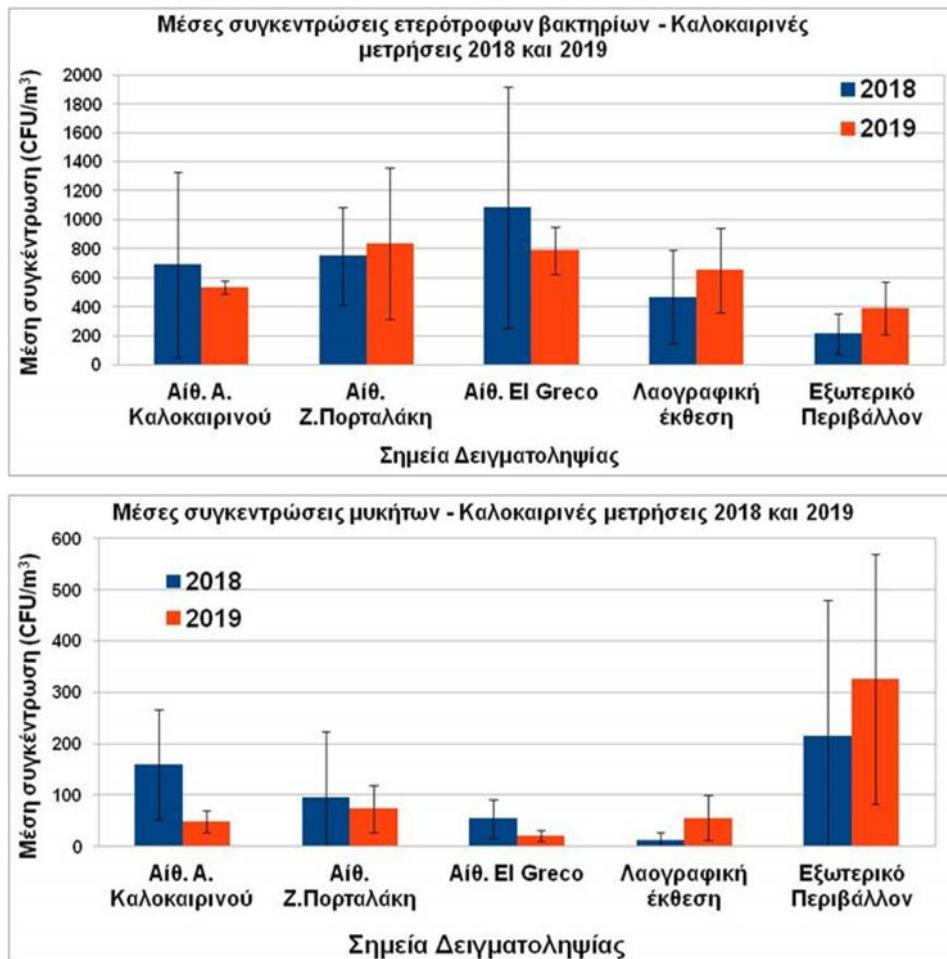 Μέσες συγκεντρώσεις ετερότροφων βακτηρίων - Καλοκαιρινές
μετρήσεις 2018 και 2019
Μέση συγκέντρωση (CFU/m³)
2000
1800
1600
1400
1200
1000
800
600
400
200
0
2018
2019
Αίθ. Α. Καλοκαιρινού
Αίθ. Ζ.Πορταλάκη
Αίθ. El Greco
Λαογραφική έκθεση
Εξωτερικό Περιβάλλον
Σημεία Δειγματοληψίας
Μέσες συγκεντρώσεις μυκήτων - Καλοκαιρινές μετρήσεις 2018 και 2019
Μέση συγκέντρωση (CFU/m³)
600
500
400
300
200
100
0
2018
2019
Αίθ. Α. Καλοκαιρινού
Αίθ. Ζ.Πορταλάκη
Αίθ. El Greco
Λαογραφική έκθεση
Εξωτερικό Περιβάλλον
Σημεία Δειγματοληψίας